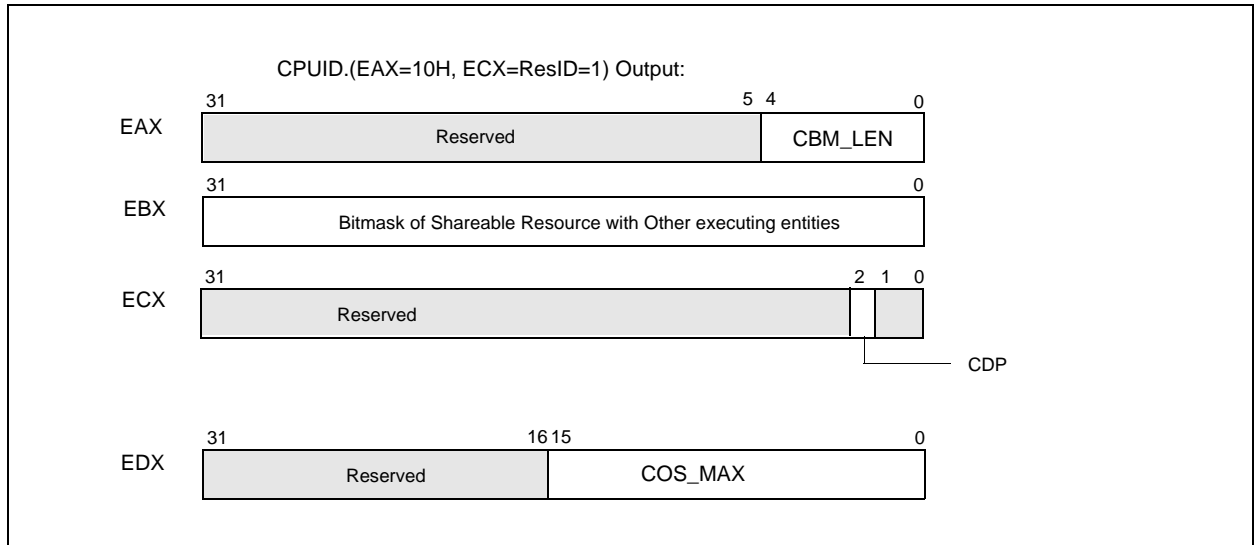 CPUID.(EAX=10H, ECX=ResID=1) Output:
31 5 4 0
EAX Reserved CBM_LEN
31 0
EBX Bitmask of Shareable Resource with Other executing entities
31 2 1 0
ECX Reserved
CDP
31 16 15 0
EDX Reserved COS_MAX